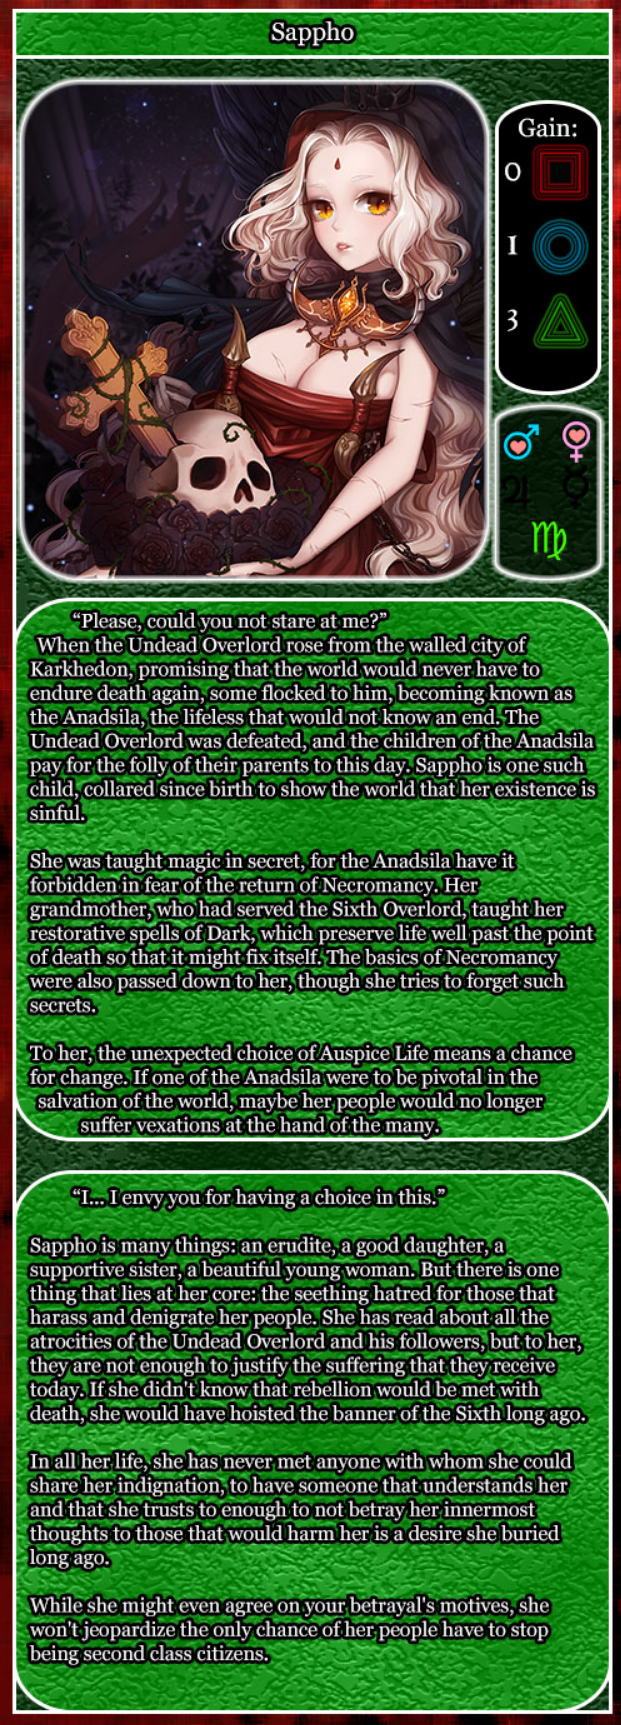 Sappho
Gain:
0
1
3
“Please, could you not stare at me?”
When the Undead Overlord rose from the walled city of
Karkhedon, promising that the world would never have to
endure death again, some flocked to him, becoming known as
the Anadsila, the lifeless that would not know an end. The
Undead Overlord was defeated, and the children of the Anadsila
pay for the folly of their parents to this day. Sappho is one such
child, collared since birth to show the world that her existence is
sinful.
She was taught magic in secret, for the Anadsila have it
forbidden in fear of the return of Necromancy. Her
grandmother, who had served the Sixth Overlord, taught her
restorative spells of Dark, which preserve life well past the point
of death so that it might fix itself. The basics of Necromancy
were also passed down to her, though she tries to forget such
secrets.
To her, the unexpected choice of Auspice Life means a chance
for change. If one of the Anadsila were to be pivotal in the
salvation of the world, maybe her people would no longer
suffer vexations at the hand of the many.
“I... I envy you for having a choice in this.”
Sappho is many things: an erudite, a good daughter, a
supportive sister, a beautiful young woman. But there is one
thing that lies at her core: the seething hatred for those that
harass and denigrate her people. She has read about all the
atrocities of the Undead Overlord and his followers, but to her,
they are not enough to justify the suffering that they receive
today. If she didn't know that rebellion would be met with
death, she would have hoisted the banner of the Sixth long ago.
In all her life, she has never met anyone with whom she could
share her indignation, to have someone that understands her
and that she trusts to enough to not betray her innermost
thoughts to those that would harm her is a desire she buried
long ago.
While she might even agree on your betrayal's motives, she
won't jeopardize the only chance of her people have to stop
being second class citizens.